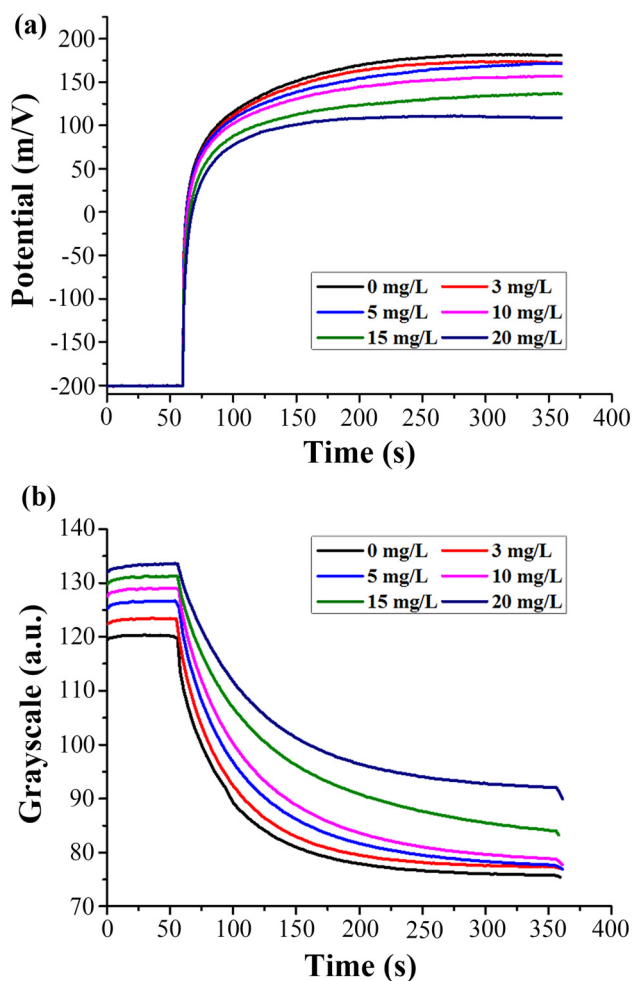 (a)
200
150
100
50
0
-50
-100
-150
-200
Potential (m/V)
0 mg/L 3 mg/L
5 mg/L 10 mg/L
15 mg/L 20 mg/L
0 50 100 150 200 250 300 350 400
Time (s)
(b)
140
130
120
110
100
90
80
70
Grayscale (a.u.)
0 mg/L 3 mg/L
5 mg/L 10 mg/L
15 mg/L 20 mg/L
0 50 100 150 200 250 300 350 400
Time (s)